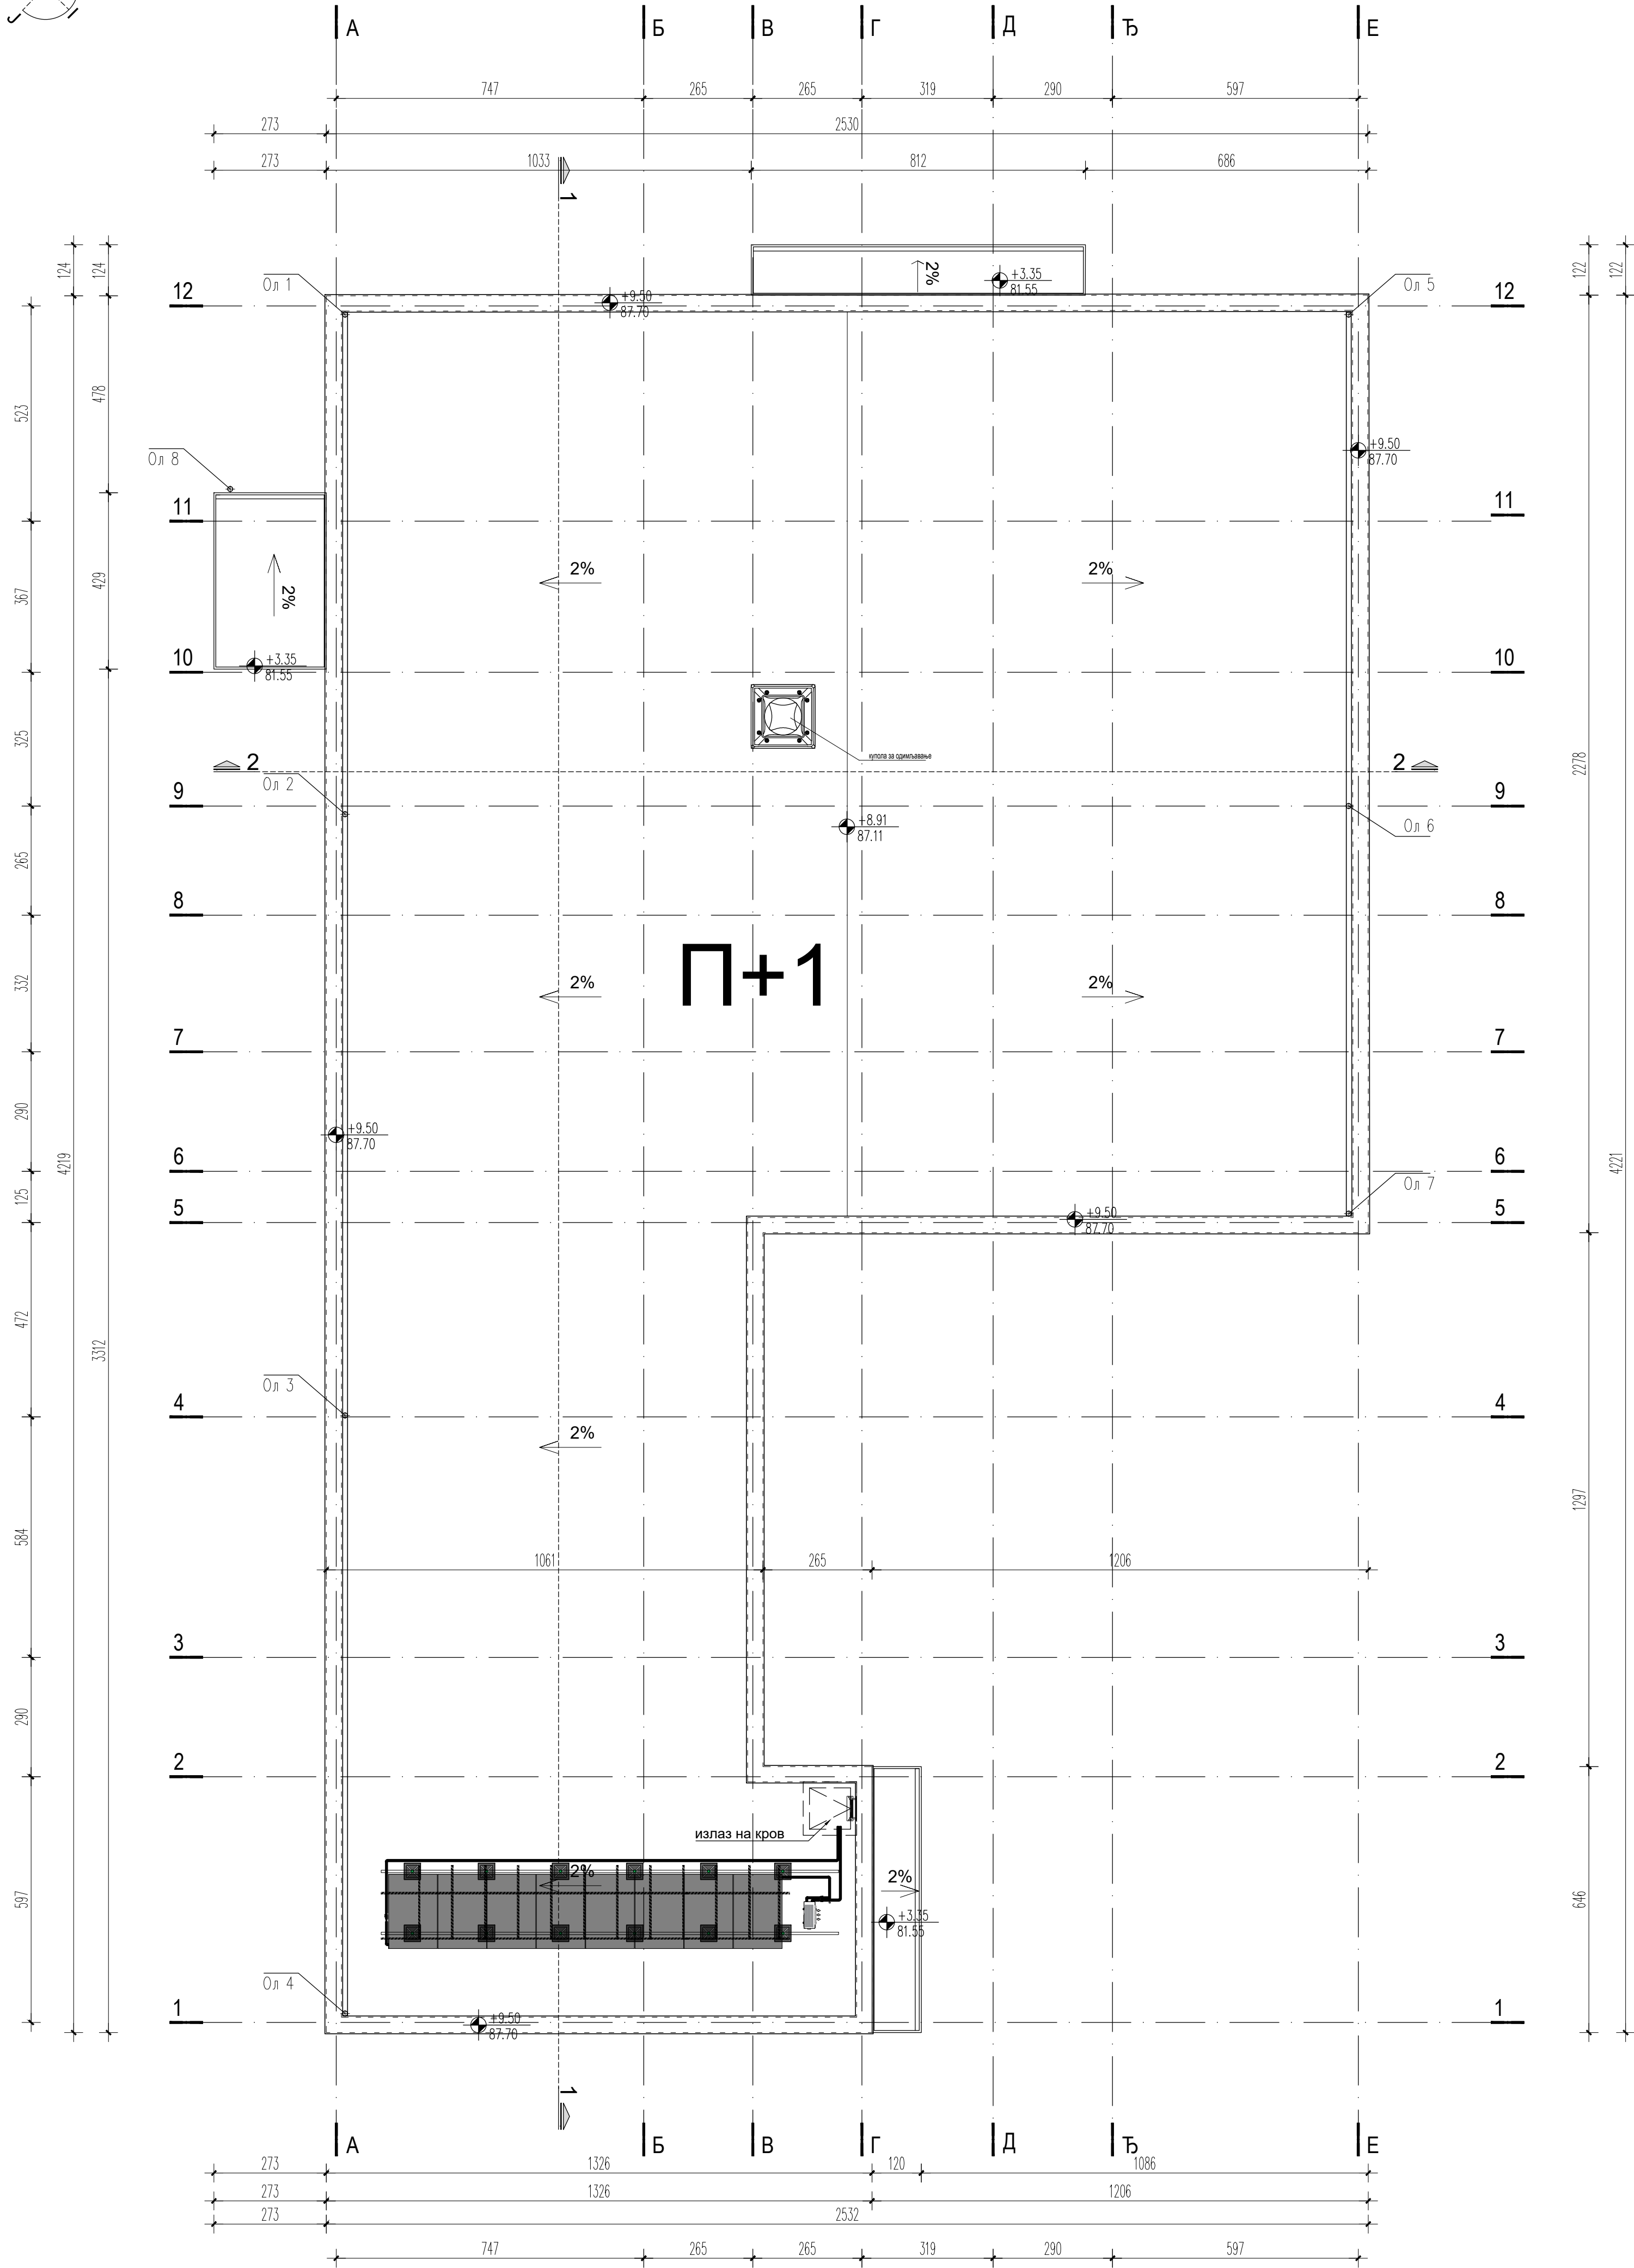 J
А Б В Г Д Ђ Е
747 265 265 319 290 597
273 2530
273 1033 812 686
1
124 124 122 122
2%
+3.35
81.55
Ол 1
Ол 5
12 12
+9.50
87.70
478
523
+9.50
87.70
Ол 8
11 11
2% 2%
429
367
2%
10 10
+3.35
81.55
325
купола за одимљавање
2 2
2278
Ол 2
9 9
+8.91
87.11
Ол 6
265
8 8
П+1
332
2% 2%
7 7
290
+9.50
87.70
4219
4221
6 6
Ол 7
125
5 5
+9.50
87.70
472
3312
Ол 3
4 4
2%
1297
584
1061 265 1206
3 3
290
2 2
излаз на кров
2% 2%
597
646
+3.35
81.55
Ол 4
1 1
+9.50
87.70
1
А Б В Г Д Ђ Е
273 1326 120 1086
273 1326 1206
273 2532
747 265 265 319 290 597